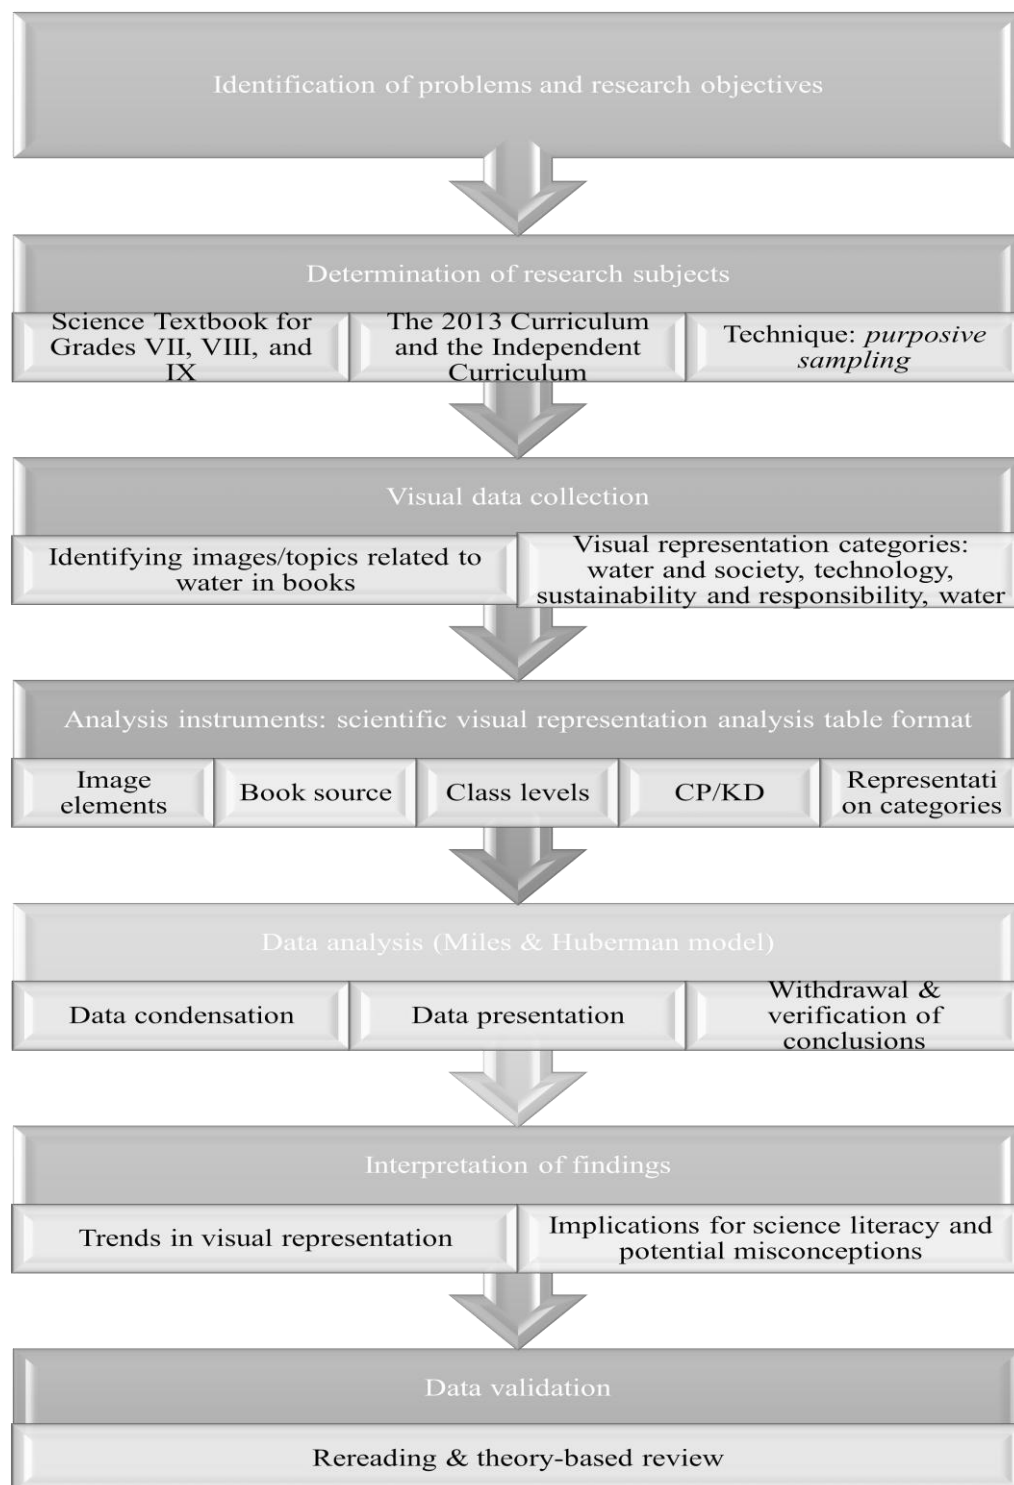 Identification of problems and research objectives
Determination of research subjects
Science Textbook for
Grades VII, VIII, and
IX
The 2013 Curriculum
and the Independent
Curriculum
Technique: purposive
sampling
Visual data collection
Identifying images/topics related to
water in books
Visual representation categories:
water and society, technology,
sustainability and responsibility, water
Analysis instruments: scientific visual representation analysis table format
Image
elements
Book source
Class levels
CP/KD
Representati
on categories
Data analysis (Miles & Huberman model)
Data condensation
Data presentation
Withdrawal &
verification of
conclusions
Interpretation of findings
Trends in visual representation
Implications for science literacy and
potential misconceptions
Data validation
Rereading & theory-based review